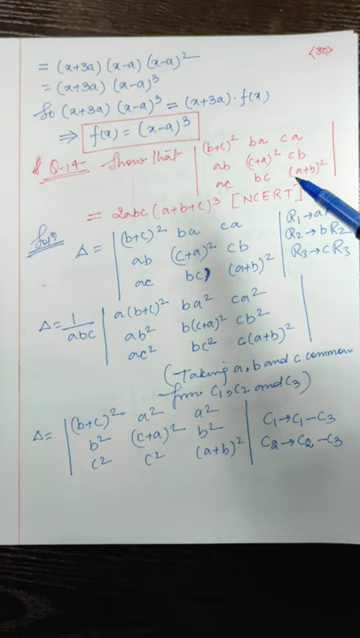 = (x+3a) (x-a) (x-a)²
<30>
= (x+3a) (x-a)³
So (x+3a) (x-a)³ = (x+3a)·f(x)
⇒ f(x) = (x-a)³
Q-14- Show that | (b+c)² ba ca |
| ab (c+a)² cb |
| ac bc (a+b)² |
= 2abc (a+b+c)³ [NCERT]
Solⁿ Δ = | (b+c)² ba ca | R₁→a
| ab (c+a)² cb | R₂→bR₂
| ac bc (a+b)² | R₃→cR₃
Δ = 1/abc | a(b+c)² ba² ca² |
| ab² b(c+a)² cb² |
| ac² bc² c(a+b)² |
(Taking a, b and c common
from C₁, C₂ and C₃)
Δ = | (b+c)² a² a² | C₁→C₁-C₃
| b² (c+a)² b² | C₂→C₂-C₃
| c² c² (a+b)² |